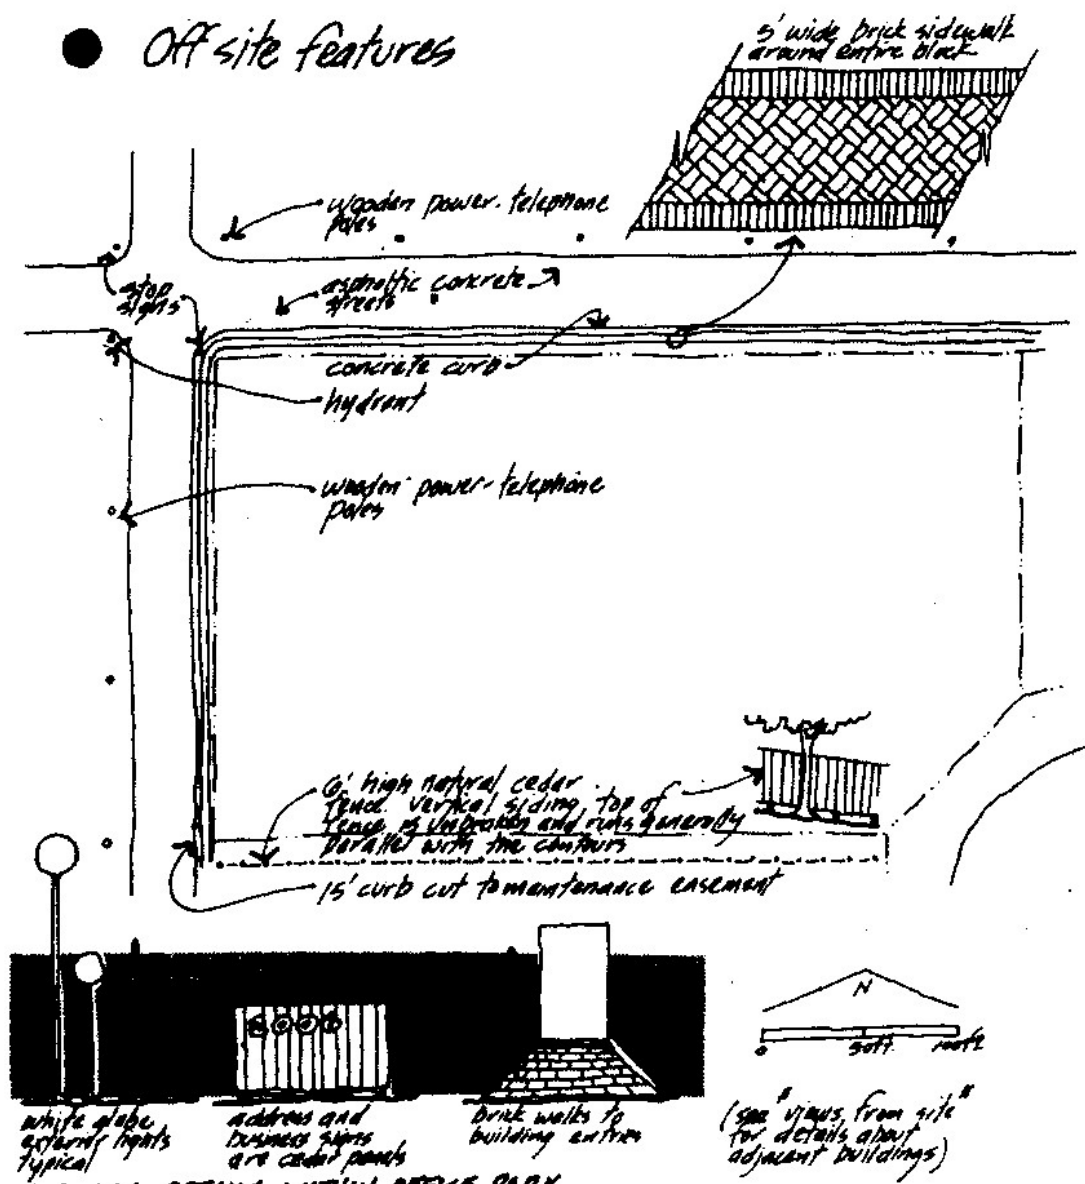 Off site features
5' wide brick sidewalk
around entire block
wooden power-telephone
poles
stop
signs
asphaltic concrete
streets
concrete curb
hydrant
wooden power-telephone
poles
6' high natural cedar
fence. vertical siding, top of
fence is unbroken and runs generally
parallel with the contours
15' curb cut to maintenance easement
N
0
50ft.
100ft
white globe
exterior lights
typical
address and
business signs
are cedar panels
brick walks to
building entries
(see "views from site"
for details about
adjacent buildings)
OFFICE PARK